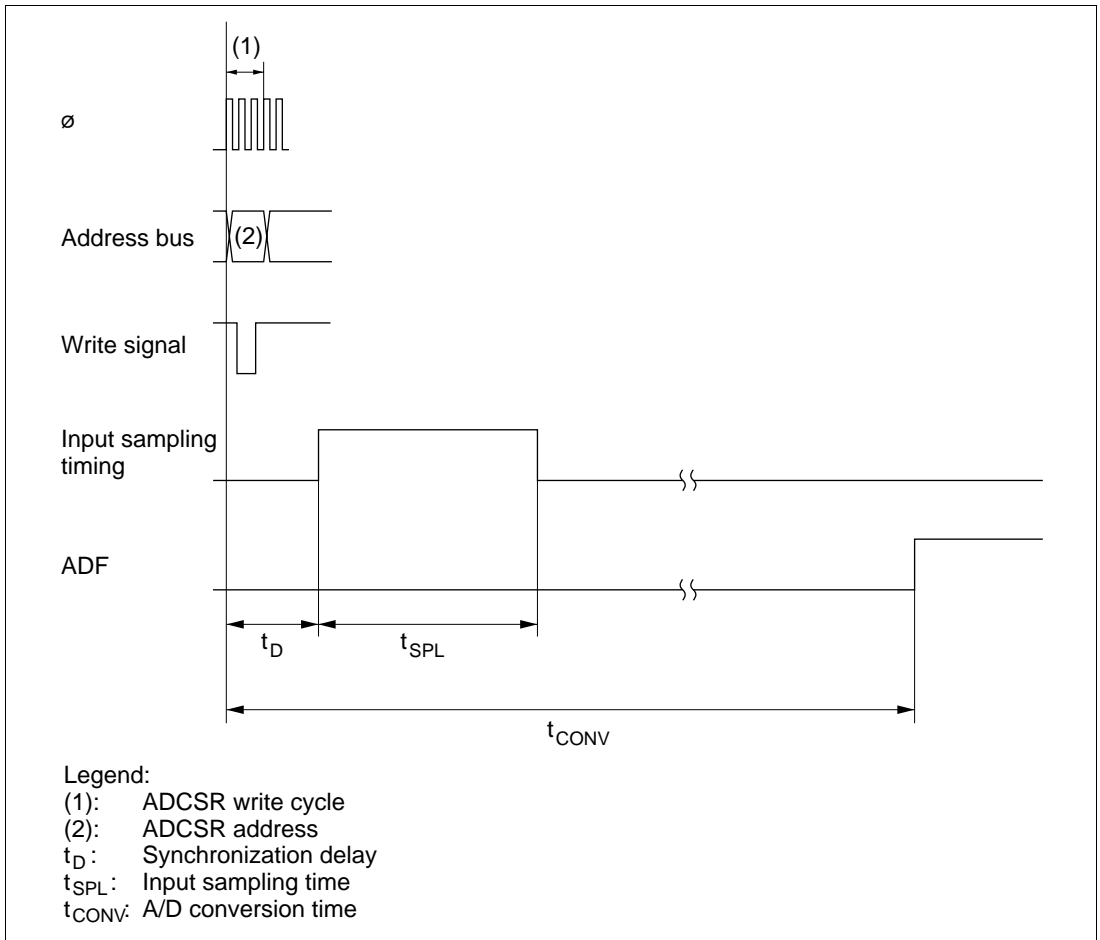 (1)
ø
Address bus
(2)
Write signal
Input sampling
timing
ADF
tD
tSPL
tCONV
Legend:
(1): ADCSR write cycle
(2): ADCSR address
tD : Synchronization delay
tSPL : Input sampling time
tCONV: A/D conversion time